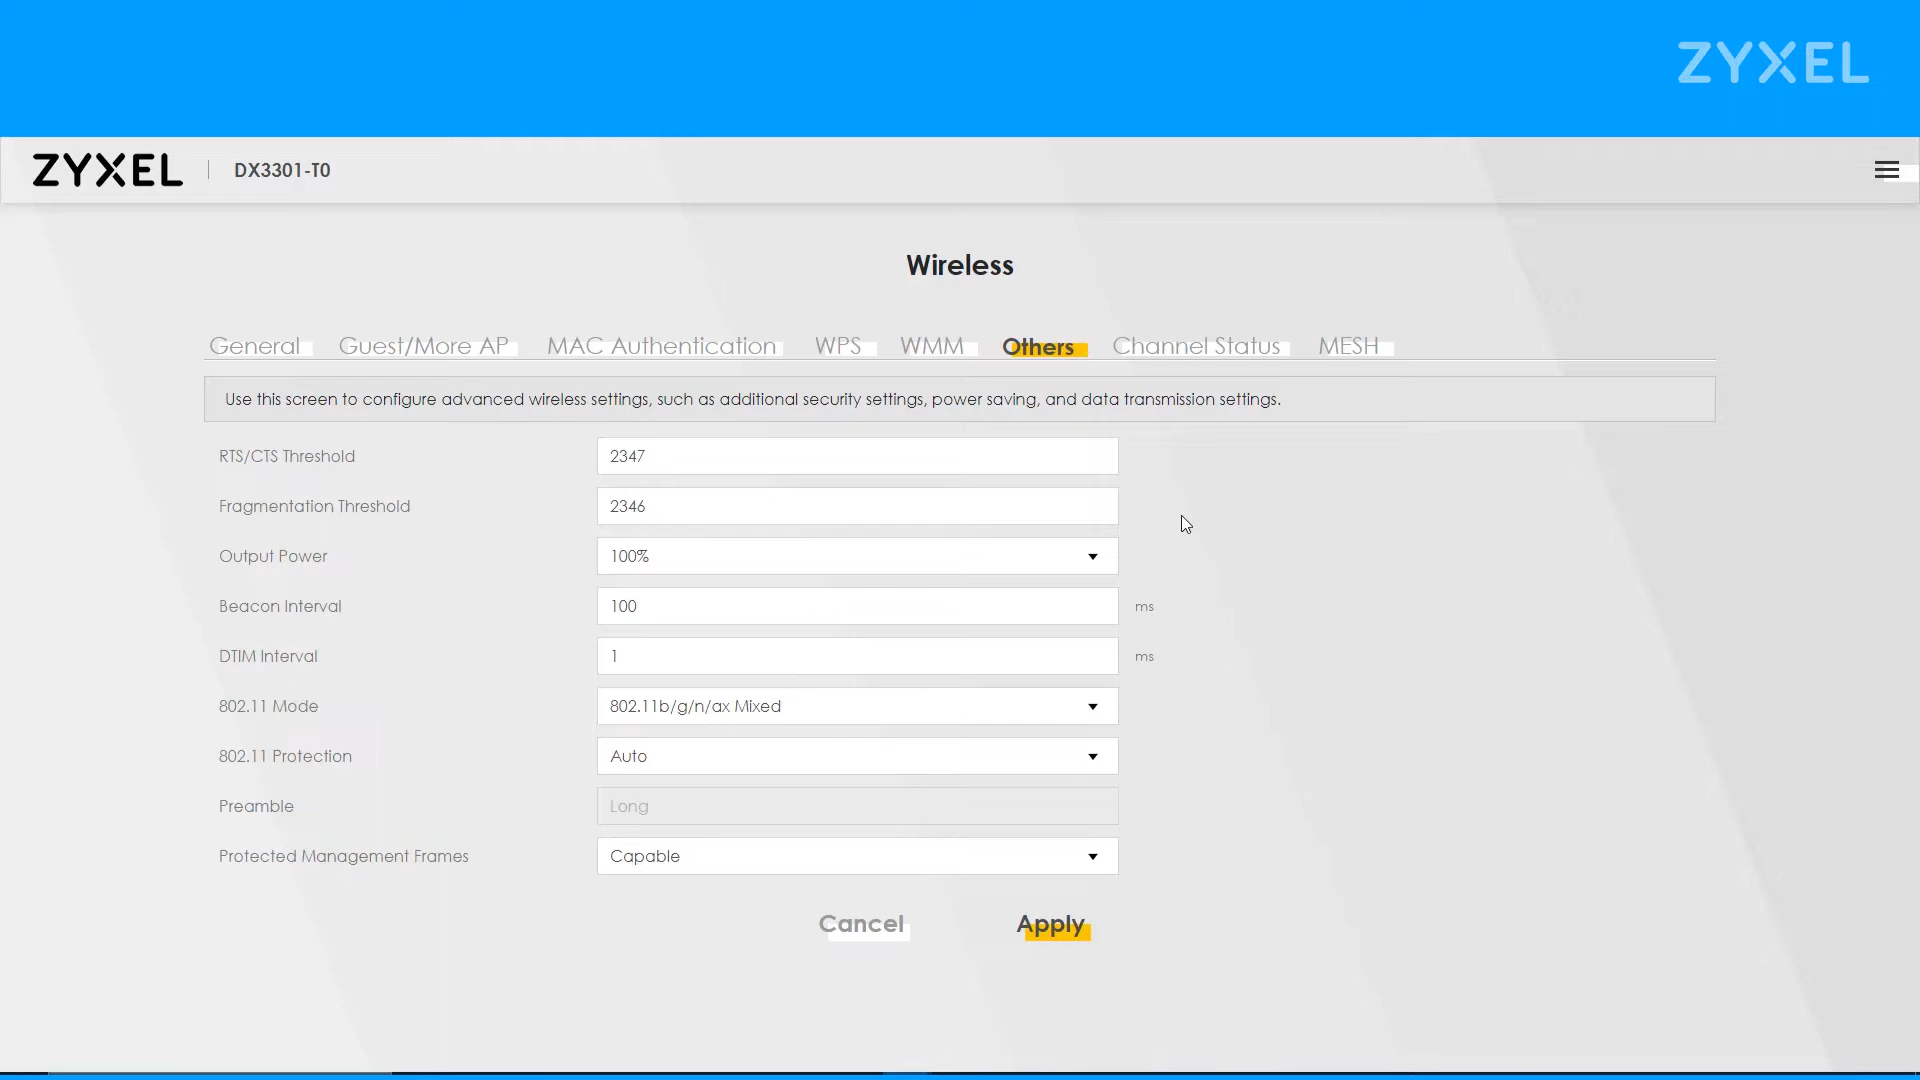 ZYXEL
ZYXEL DX3301-T0
Wireless
General Guest/More AP MAC Authentication WPS WMM Others Channel Status MESH
Use this screen to configure advanced wireless settings, such as additional security settings, power saving, and data transmission settings.
RTS/CTS Threshold 2347
Fragmentation Threshold 2346
Output Power 100%
Beacon Interval 100 ms
DTIM Interval 1 ms
802.11 Mode 802.11b/g/n/ax Mixed
802.11 Protection Auto
Preamble Long
Protected Management Frames Capable
Cancel Apply